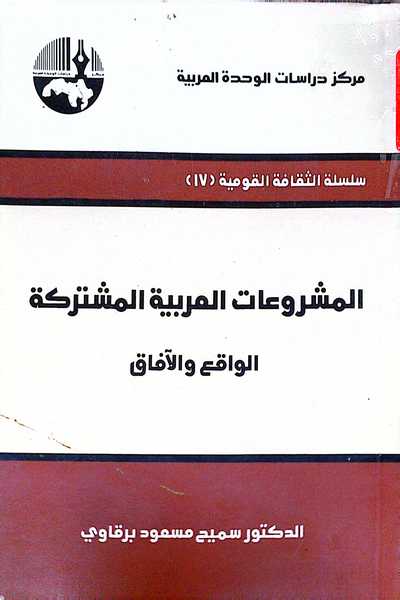 مركز دراسات الوحدة العربية
سلسلة الثقافة القومية (١٧)
المشروعات العربية المشتركة
الواقع والآفاق
الدكتور سميح مسعود برقاوي